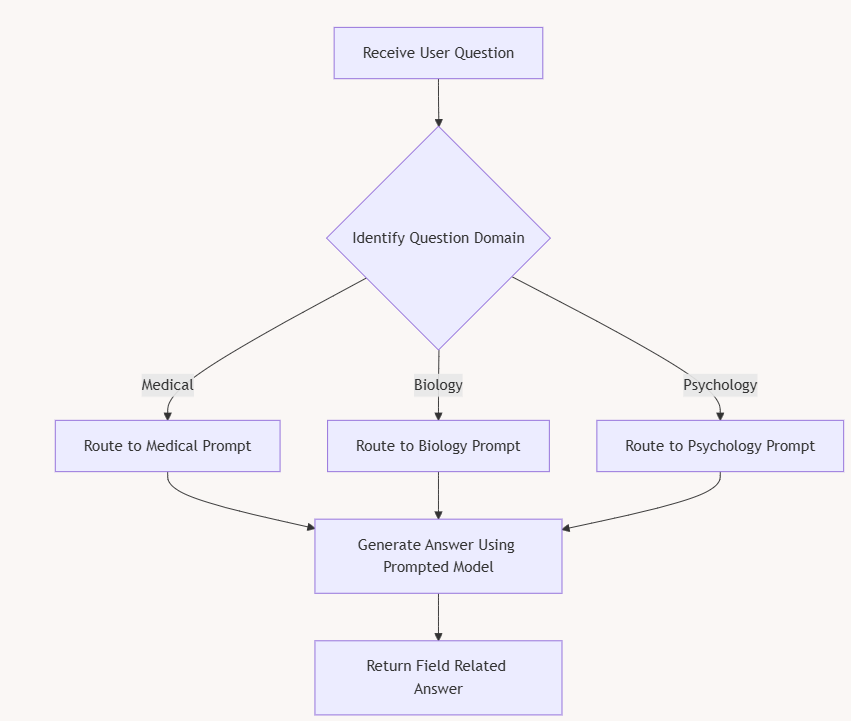 Receive User Question
Identify Question Domain
Medical
Biology
Psychology
Route to Medical Prompt
Route to Biology Prompt
Route to Psychology Prompt
Generate Answer Using
Prompted Model
Return Field Related
Answer